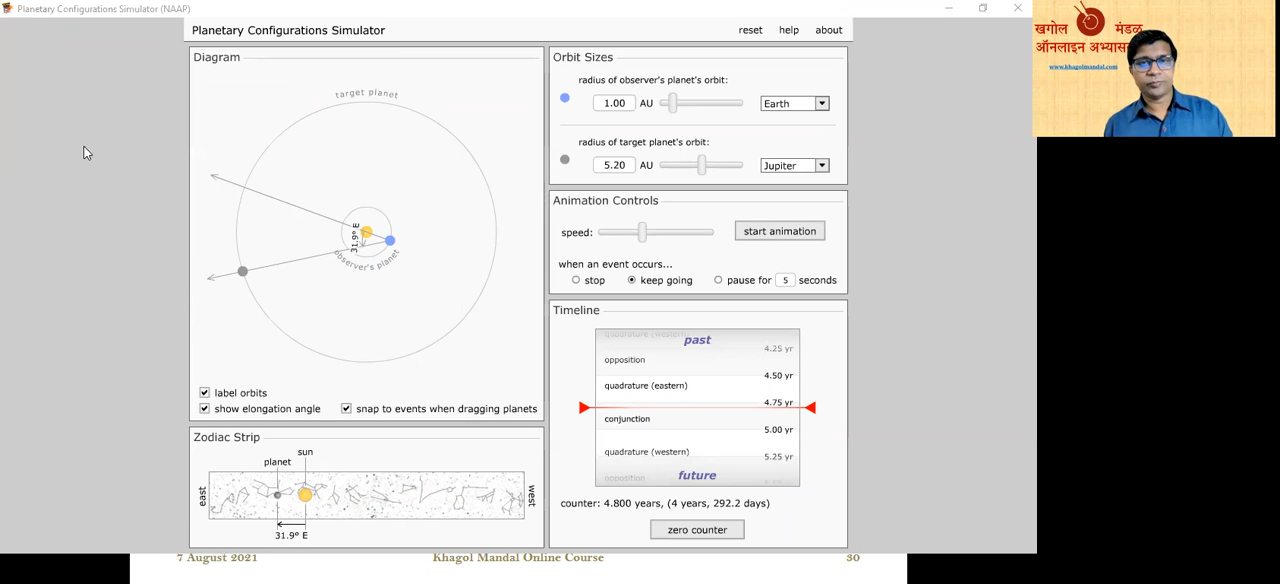 Planetary Configurations Simulator (NAAP)
Planetary Configurations Simulator
reset help about
Diagram
target planet
31.9° E
observer's planet
label orbits
show elongation angle
snap to events when dragging planets
Zodiac Strip
sun
planet
east
west
31.9° E
Orbit Sizes
radius of observer's planet's orbit:
1.00 AU Earth
radius of target planet's orbit:
5.20 AU Jupiter
Animation Controls
speed: start animation
when an event occurs...
stop keep going pause for 5 seconds
Timeline
quadrature (western)
past
4.25 yr
opposition
4.50 yr
quadrature (eastern)
4.75 yr
conjunction
5.00 yr
quadrature (western)
5.25 yr
future
opposition
counter: 4.800 years, (4 years, 292.2 days)
zero counter
खगोल मंडळ
ऑनलाइन अभ्यास
www.khagolmandal.com
7 August 2021 Khagol Mandal Online Course 30